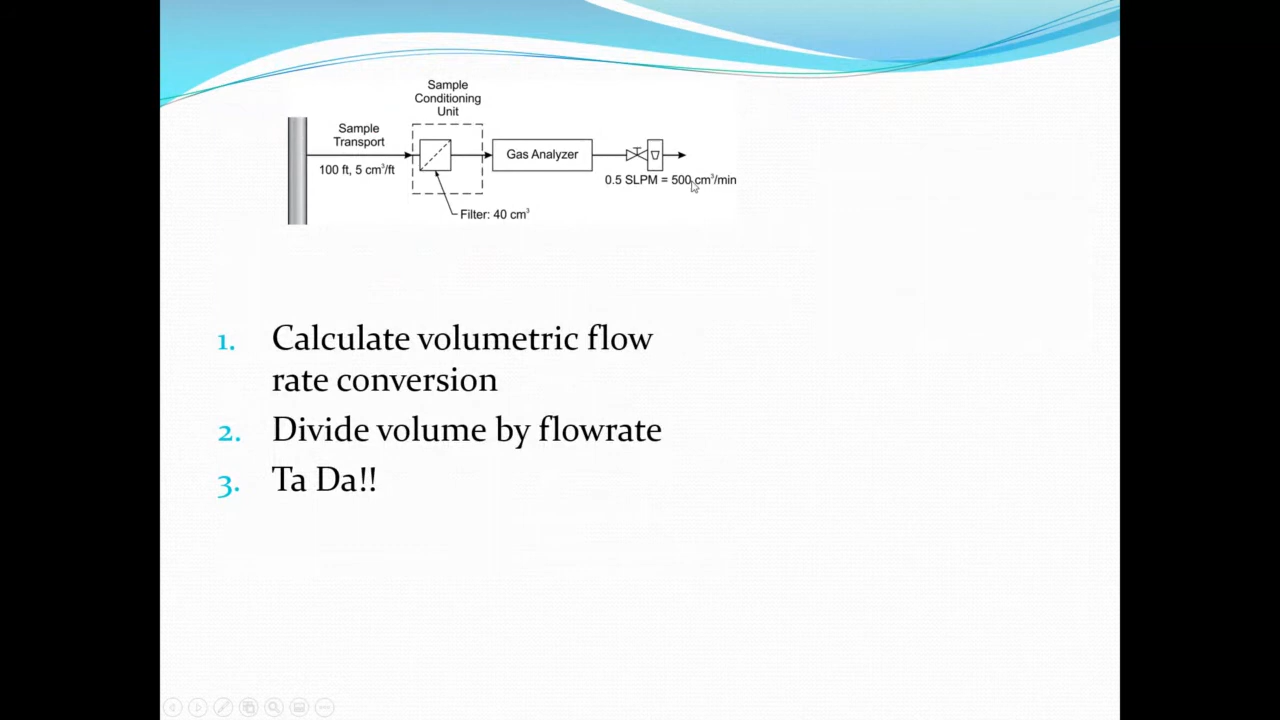 Sample
Conditioning
Unit
Sample
Transport
Gas Analyzer
100 ft, 5 cm³/ft
0.5 SLPM = 500 cm³/min
Filter: 40 cm³
1. Calculate volumetric flow
rate conversion
2. Divide volume by flowrate
3. Ta Da!!